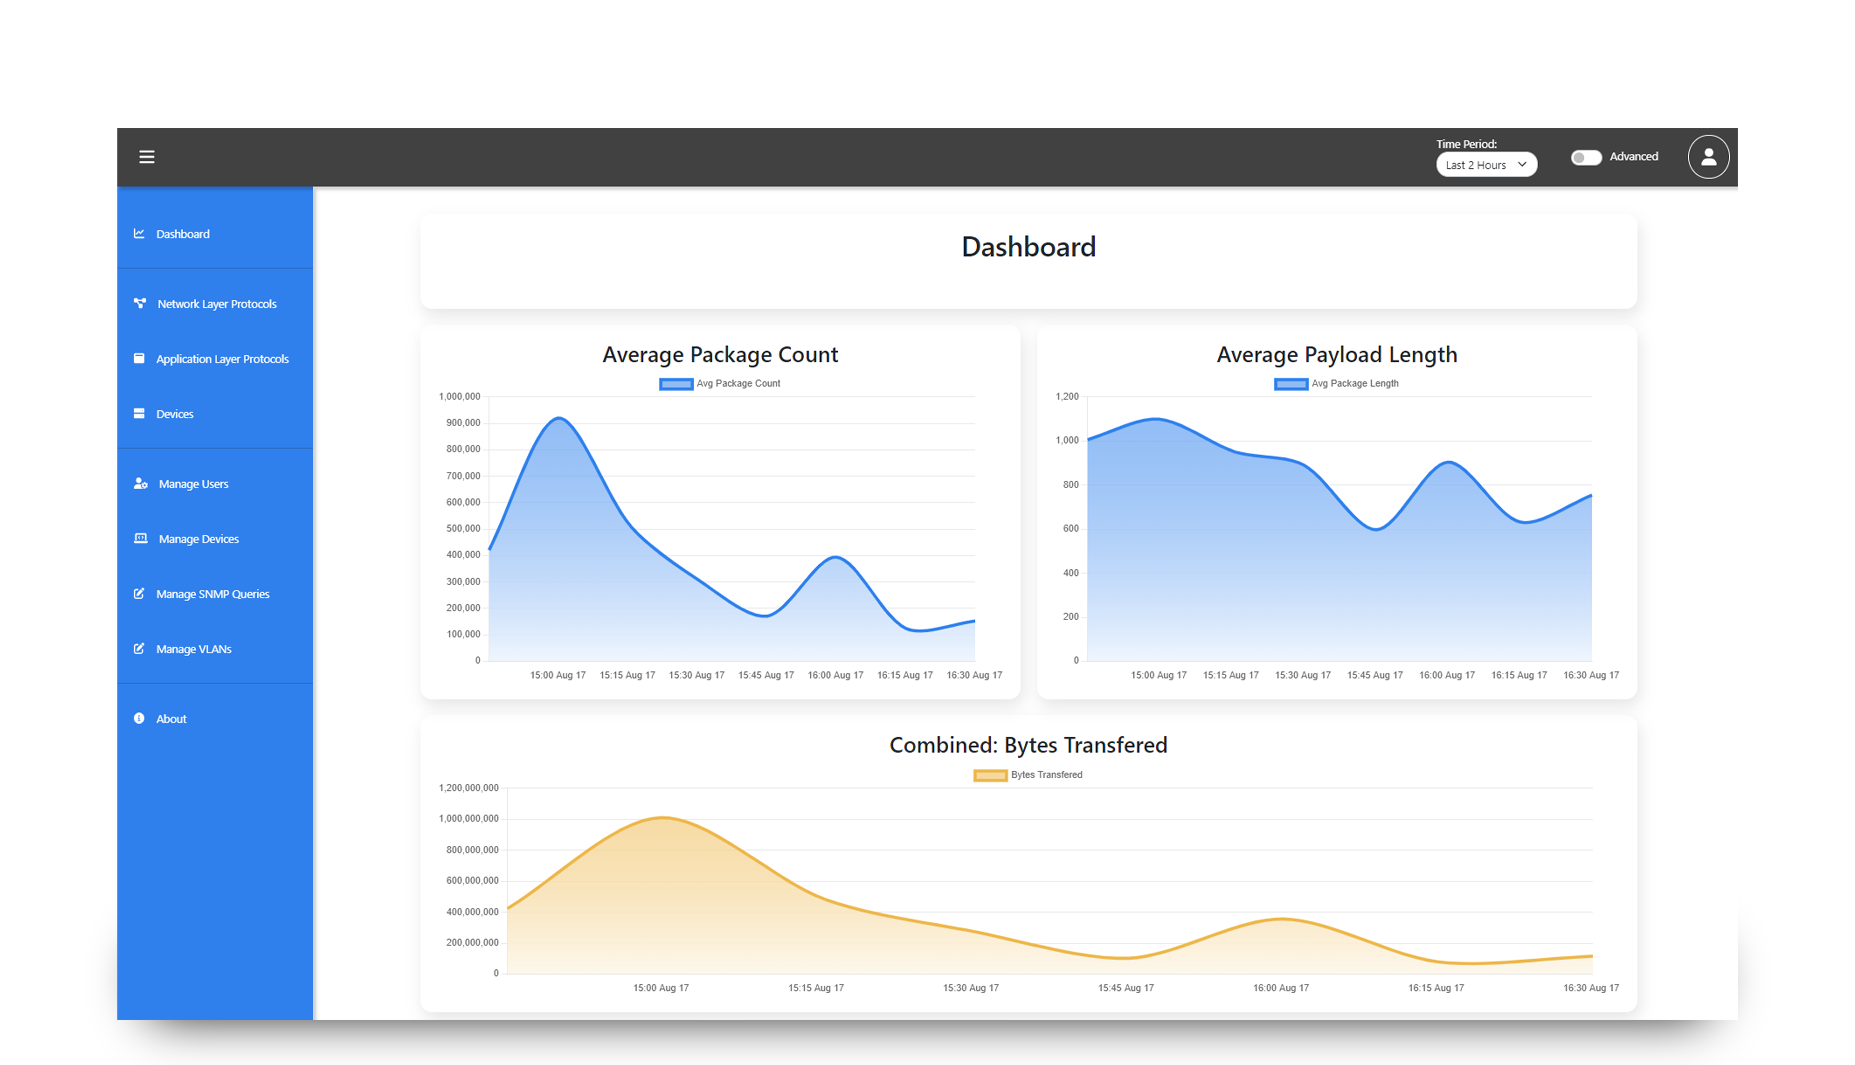 Time Period:
Last 2 Hours
Advanced
Dashboard
Network Layer Protocols
Application Layer Protocols
Devices
Manage Users
Manage Devices
Manage SNMP Queries
Manage VLANs
About
Dashboard
Average Package Count
Avg Package Count
1,000,000
900,000
800,000
700,000
600,000
500,000
400,000
300,000
200,000
100,000
0
15:00 Aug 17 15:15 Aug 17 15:30 Aug 17 15:45 Aug 17 16:00 Aug 17 16:15 Aug 17 16:30 Aug 17
Average Payload Length
Avg Package Length
1,200
1,000
800
600
400
200
0
15:00 Aug 17 15:15 Aug 17 15:30 Aug 17 15:45 Aug 17 16:00 Aug 17 16:15 Aug 17 16:30 Aug 17
Combined: Bytes Transfered
Bytes Transfered
1,200,000,000
1,000,000,000
800,000,000
600,000,000
400,000,000
200,000,000
0
15:00 Aug 17 15:15 Aug 17 15:30 Aug 17 15:45 Aug 17 16:00 Aug 17 16:15 Aug 17 16:30 Aug 17